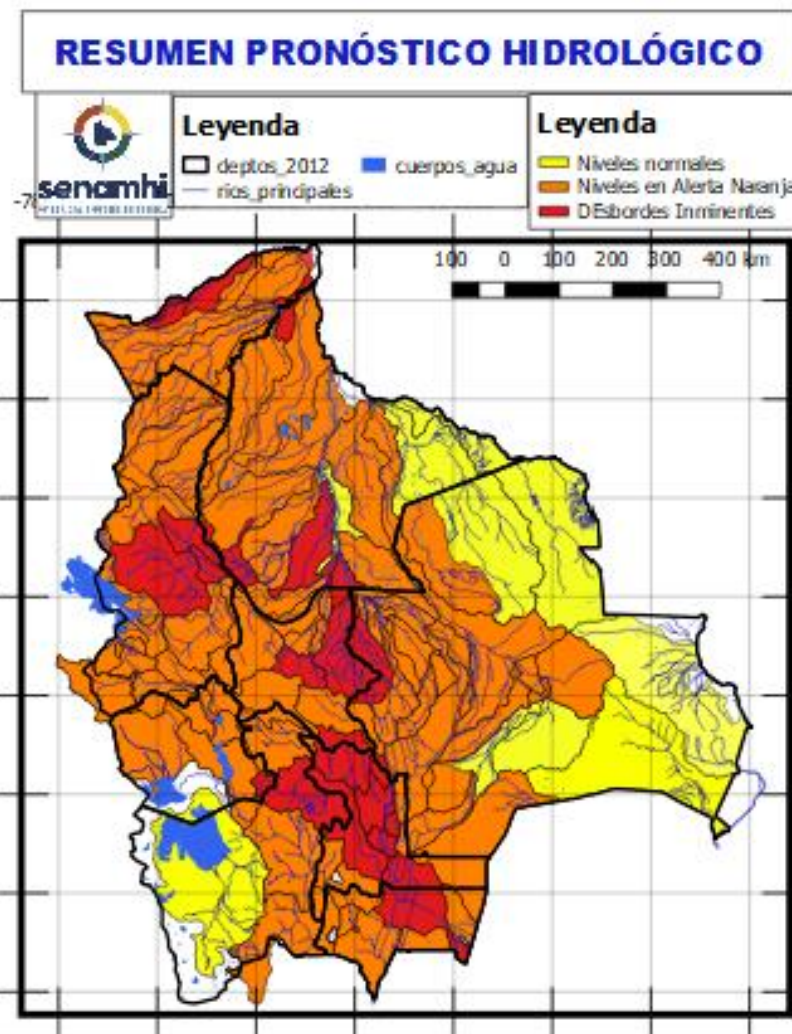 RESUMEN PRONÓSTICO HIDROLÓGICO
senamhi
Leyenda
deptos_2012
cuerpos_agua
rios_principales
Leyenda
Niveles normales
Niveles en Alerta Naranja
DEsbordes Inminentes
100 0 100 200 300 400 km